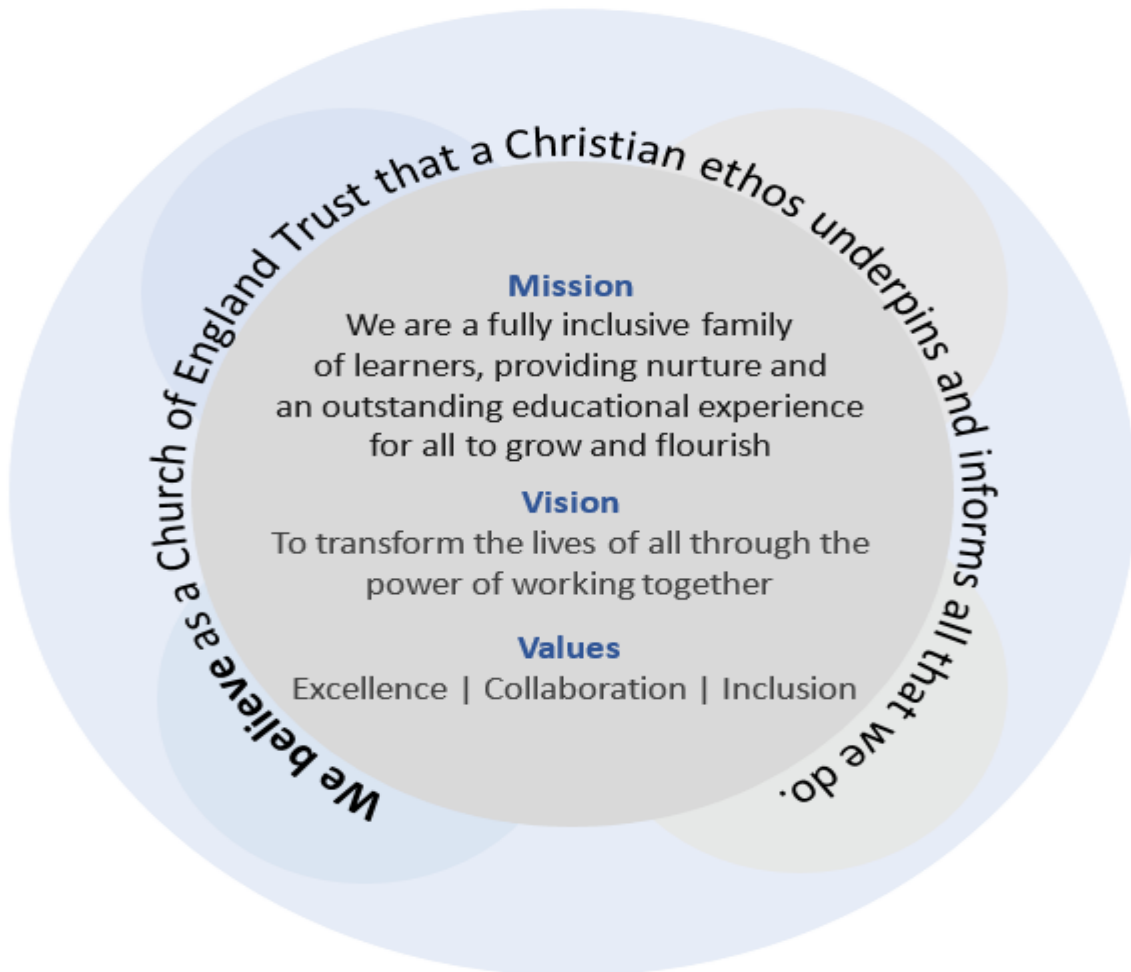 We believe as a Church of England Trust that a Christian ethos underpins and informs all that we do.
Mission
We are a fully inclusive family
of learners, providing nurture and
an outstanding educational experience
for all to grow and flourish
Vision
To transform the lives of all through the
power of working together
Values
Excellence | Collaboration | Inclusion